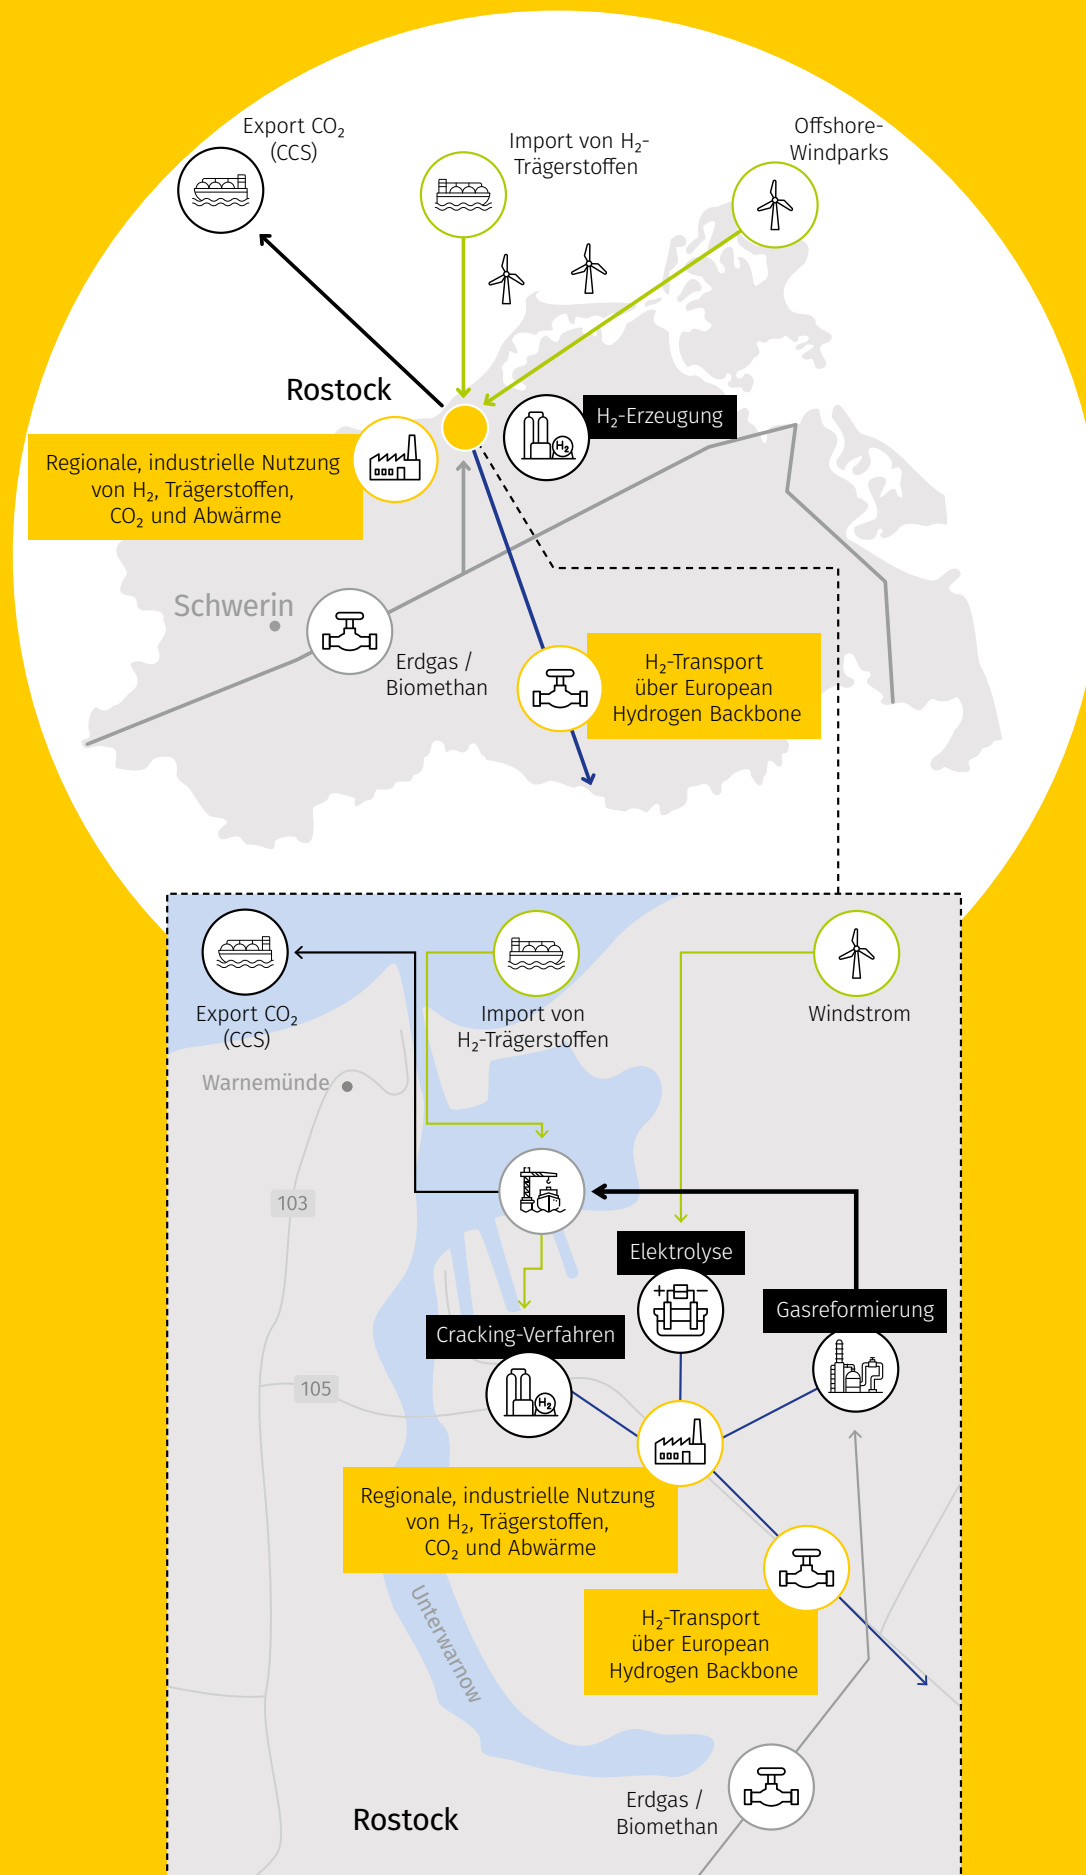 Export CO₂
(CCS)
Import von H₂-
Trägerstoffen
Offshore-
Windparks
Rostock
H₂-Erzeugung
H₂
Regionale, industrielle Nutzung
von H₂, Trägerstoffen,
CO₂ und Abwärme
Schwerin
Erdgas /
Biomethan
H₂-Transport
über European
Hydrogen Backbone
Export CO₂
(CCS)
Import von
H₂-Trägerstoffen
Windstrom
Warnemünde
103
Elektrolyse
Gasreformierung
Cracking-Verfahren
105
H₂
Regionale, industrielle Nutzung
von H₂, Trägerstoffen,
CO₂ und Abwärme
Unterwarnow
H₂-Transport
über European
Hydrogen Backbone
Erdgas /
Biomethan
Rostock